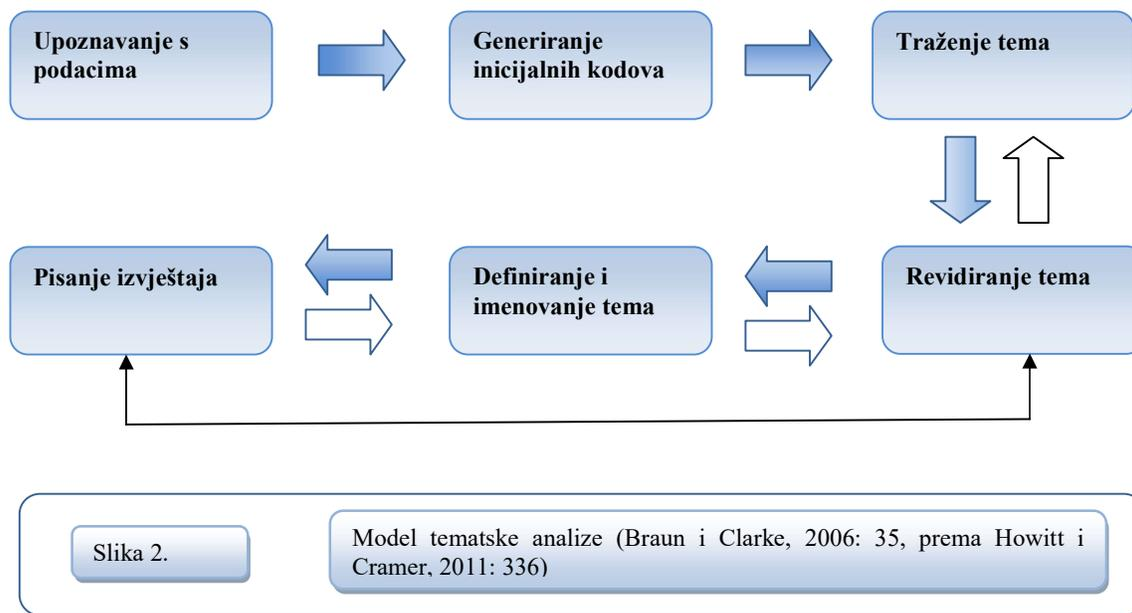 Upoznavanje s
podacima
Generiranje
inicijalnih kodova
Traženje tema
Pisanje izvještaja
Definiranje i
imenovanje tema
Revidiranje tema
Slika 2.
Model tematske analize (Braun i Clarke, 2006: 35, prema Howitt i
Cramer, 2011: 336)